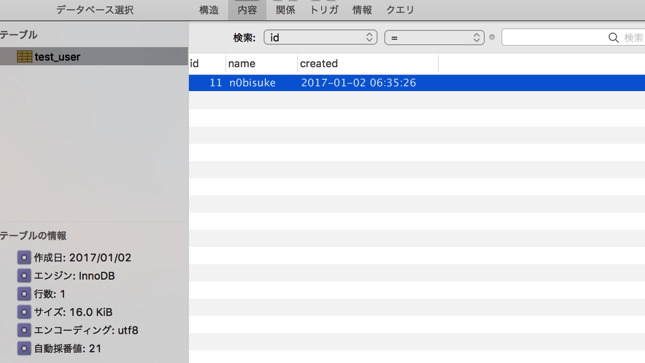 データベース選択 構造 内容 関係 トリガ 情報 クエリ
テーブル
検索: id = 検索
test_user
id name created
11 n0bisuke 2017-01-02 06:35:26
テーブルの情報
作成日: 2017/01/02
エンジン: InnoDB
行数: 1
サイズ: 16.0 KiB
エンコーディング: utf8
自動採番値: 21